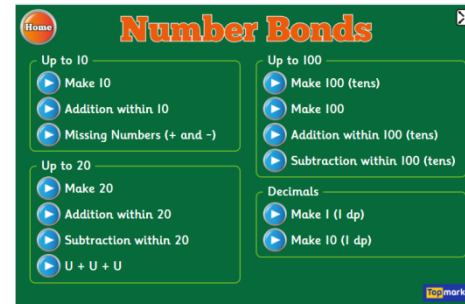 Home
Number Bonds
X
Up to 10
Make 10
Addition within 10
Missing Numbers (+ and -)
Up to 20
Make 20
Addition within 20
Subtraction within 20
U + U + U
Up to 100
Make 100 (tens)
Make 100
Addition within 100 (tens)
Subtraction within 100 (tens)
Decimals
Make 1 (1 dp)
Make 10 (1 dp)
Topmark